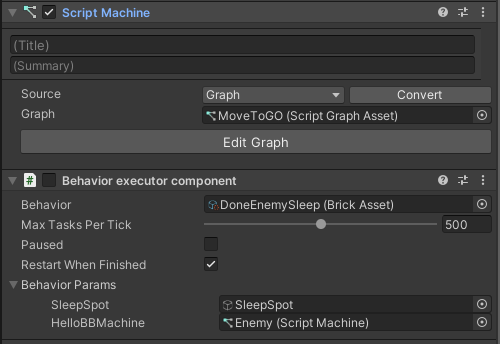 Script Machine
(Title)
(Summary)
Source Graph Convert
Graph MoveToGO (Script Graph Asset)
Edit Graph
# Behavior executor component
Behavior DoneEnemySleep (Brick Asset)
Max Tasks Per Tick 500
Paused
Restart When Finished
Behavior Params
SleepSpot SleepSpot
HelloBBMachine Enemy (Script Machine)